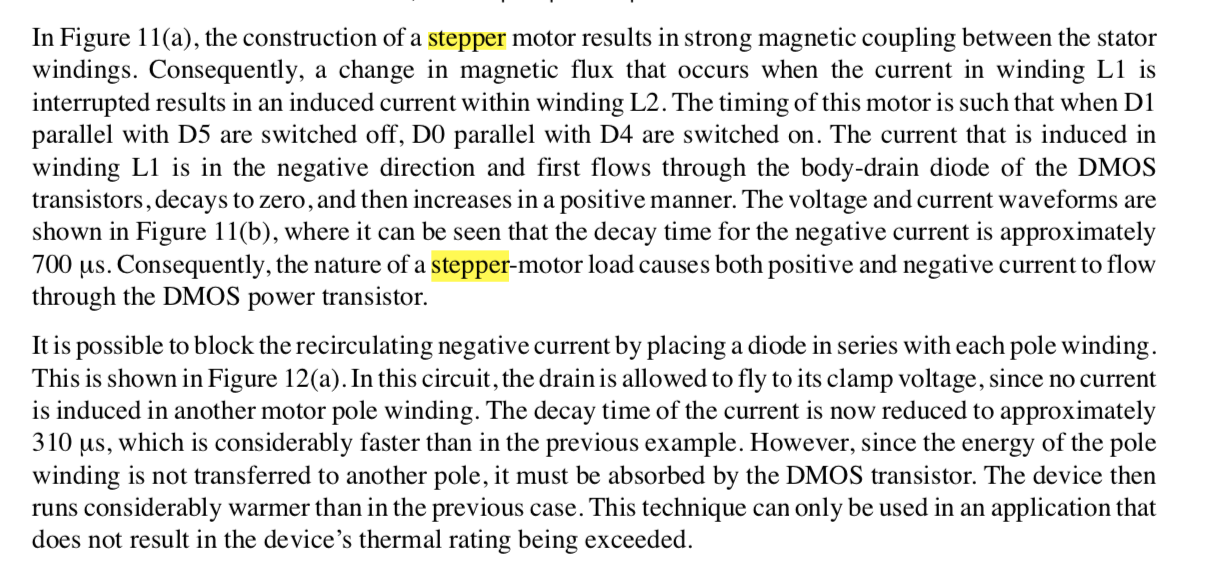 In Figure 11(a), the construction of a stepper motor results in strong magnetic coupling between the stator
windings. Consequently, a change in magnetic flux that occurs when the current in winding L1 is
interrupted results in an induced current within winding L2. The timing of this motor is such that when D1
parallel with D5 are switched off, D0 parallel with D4 are switched on. The current that is induced in
winding L1 is in the negative direction and first flows through the body-drain diode of the DMOS
transistors, decays to zero, and then increases in a positive manner. The voltage and current waveforms are
shown in Figure 11(b), where it can be seen that the decay time for the negative current is approximately
700 µs. Consequently, the nature of a stepper-motor load causes both positive and negative current to flow
through the DMOS power transistor.
It is possible to block the recirculating negative current by placing a diode in series with each pole winding.
This is shown in Figure 12(a). In this circuit, the drain is allowed to fly to its clamp voltage, since no current
is induced in another motor pole winding. The decay time of the current is now reduced to approximately
310 µs, which is considerably faster than in the previous example. However, since the energy of the pole
winding is not transferred to another pole, it must be absorbed by the DMOS transistor. The device then
runs considerably warmer than in the previous case. This technique can only be used in an application that
does not result in the device’s thermal rating being exceeded.